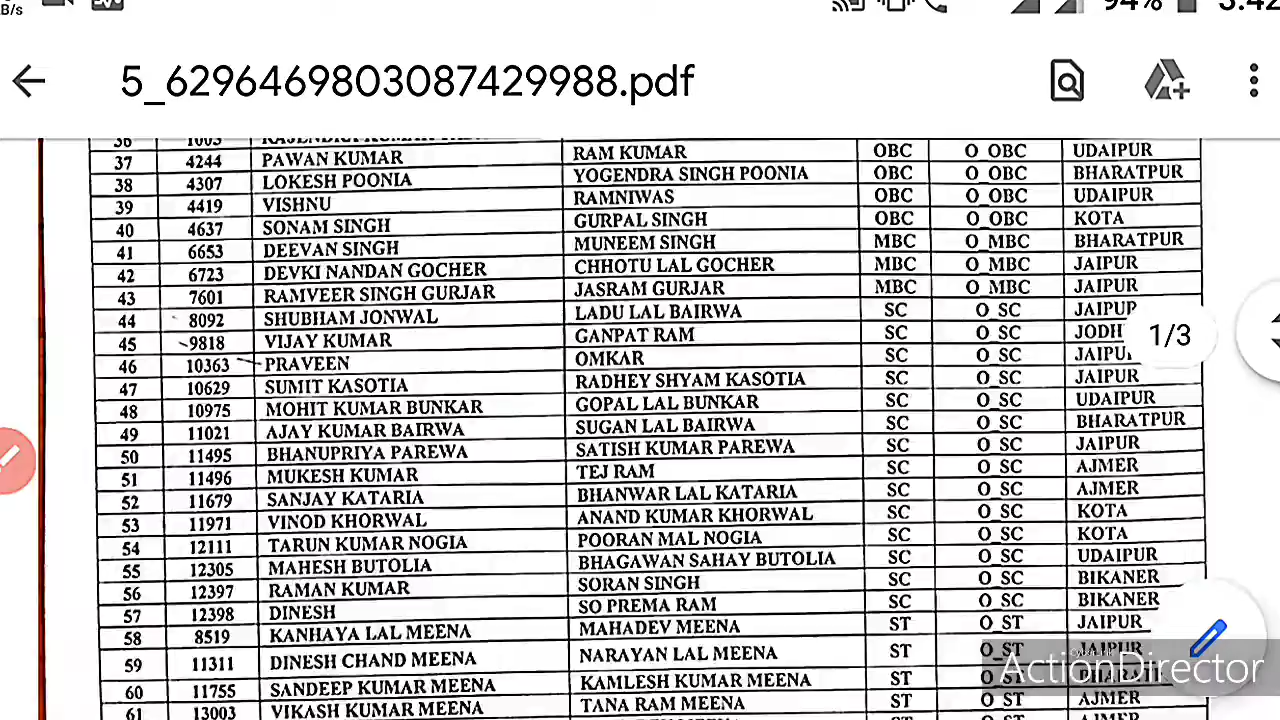 B/s 94% 3:42
5_6296469803087429988.pdf
36 1003 RAJENDRA KUMAR
37 4244 PAWAN KUMAR RAM KUMAR OBC O_OBC UDAIPUR
38 4307 LOKESH POONIA YOGENDRA SINGH POONIA OBC O_OBC BHARATPUR
39 4419 VISHNU RAMNIWAS OBC O_OBC UDAIPUR
40 4637 SONAM SINGH GURPAL SINGH OBC O_OBC KOTA
41 6653 DEEVAN SINGH MUNEEM SINGH MBC O_MBC BHARATPUR
42 6723 DEVKI NANDAN GOCHER CHHOTU LAL GOCHER MBC O_MBC JAIPUR
43 7601 RAMVEER SINGH GURJAR JASRAM GURJAR MBC O_MBC JAIPUR
44 8092 SHUBHAM JONWAL LADU LAL BAIRWA SC O_SC JAIPUR
45 9818 VIJAY KUMAR GANPAT RAM SC O_SC JODH
46 10363 PRAVEEN OMKAR SC O_SC JAIPU
1/3
47 10629 SUMIT KASOTIA RADHEY SHYAM KASOTIA SC O_SC JAIPUR
48 10975 MOHIT KUMAR BUNKAR GOPAL LAL BUNKAR SC O_SC UDAIPUR
49 11021 AJAY KUMAR BAIRWA SUGAN LAL BAIRWA SC O_SC BHARATPUR
50 11495 BHANUPRIYA PAREWA SATISH KUMAR PAREWA SC O_SC JAIPUR
51 11496 MUKESH KUMAR TEJ RAM SC O_SC AJMER
52 11679 SANJAY KATARIA BHANWAR LAL KATARIA SC O_SC AJMER
53 11971 VINOD KHORWAL ANAND KUMAR KHORWAL SC O_SC KOTA
54 12111 TARUN KUMAR NOGIA POORAN MAL NOGIA SC O_SC KOTA
55 12305 MAHESH BUTOLIA BHAGAWAN SAHAY BUTOLIA SC O_SC UDAIPUR
56 12397 RAMAN KUMAR SORAN SINGH SC O_SC BIKANER
57 12398 DINESH SO PREMA RAM SC O_SC BIKANER
58 8519 KANHAYA LAL MEENA MAHADEV MEENA ST O_ST JAIPUR
59 11311 DINESH CHAND MEENA NARAYAN LAL MEENA ST O_ST JAIPUR
60 11755 SANDEEP KUMAR MEENA KAMLESH KUMAR MEENA ST
61 13003 VIKASH KUMAR MEENA TANA RAM MEENA ST O_ST AJMER
ActionDirector